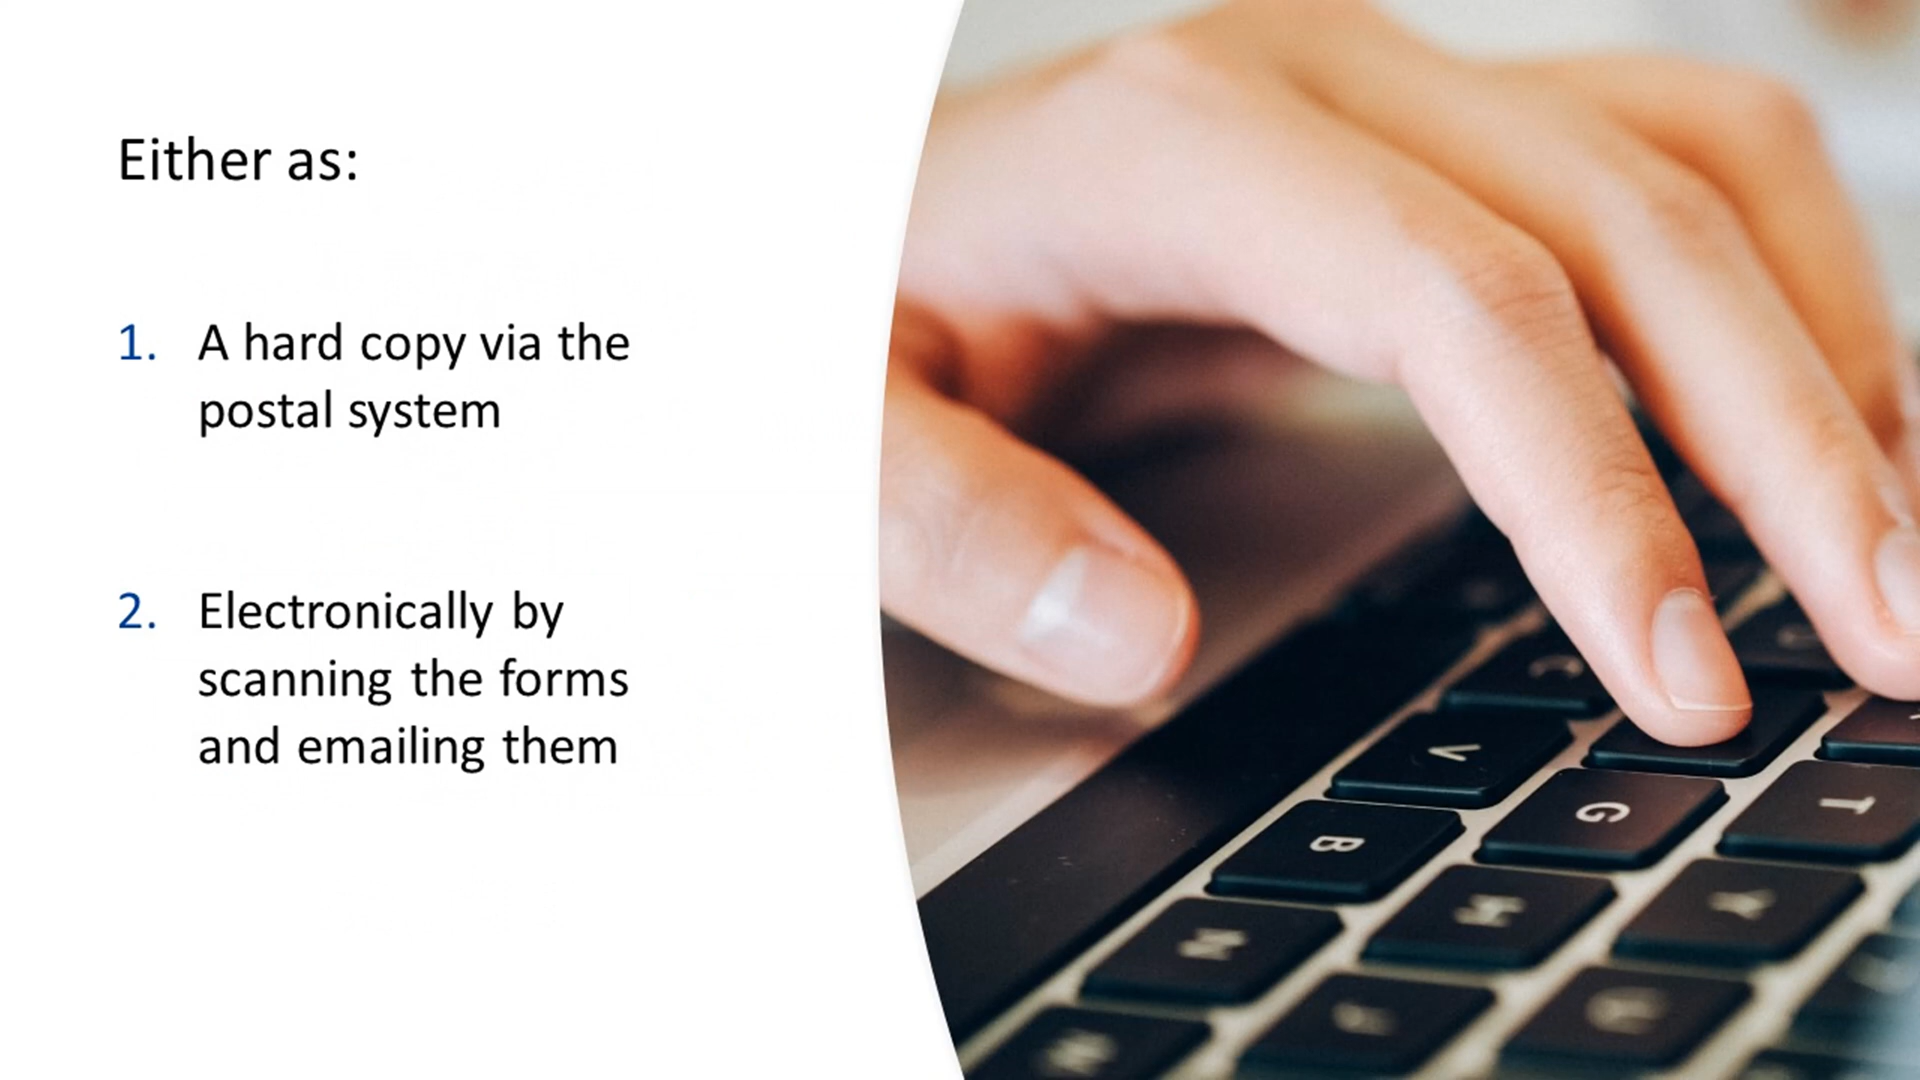 Either as:
1. A hard copy via the
postal system
2. Electronically by
scanning the forms
and emailing them
C
V
G
T
B
H
Y
N
M